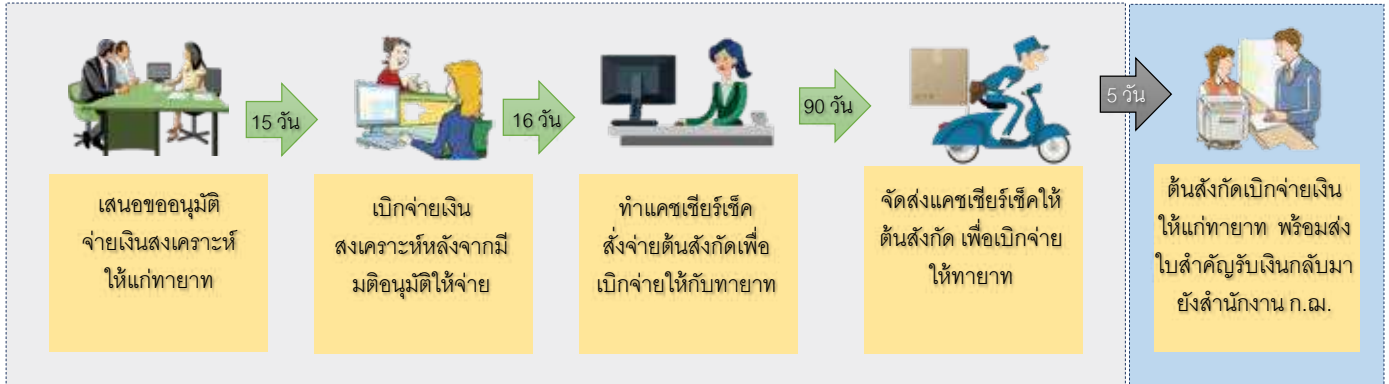 15 วัน
16 วัน
90 วัน
5 วัน
เสนอขออนุมัติ
จ่ายเงินสงเคราะห์
ให้แก่ทายาท
เบิกจ่ายเงิน
สงเคราะห์หลังจากมี
มติอนุมัติให้จ่าย
ทำแคชเชียร์เช็ค
สั่งจ่ายต้นสังกัดเพื่อ
เบิกจ่ายให้กับทายาท
จัดส่งแคชเชียร์เช็คให้
ต้นสังกัด เพื่อเบิกจ่าย
ให้ทายาท
ต้นสังกัดเบิกจ่ายเงิน
ให้แก่ทายาท พร้อมส่ง
ใบสำคัญรับเงินกลับมา
ยังสำนักงาน ก.ฌ.